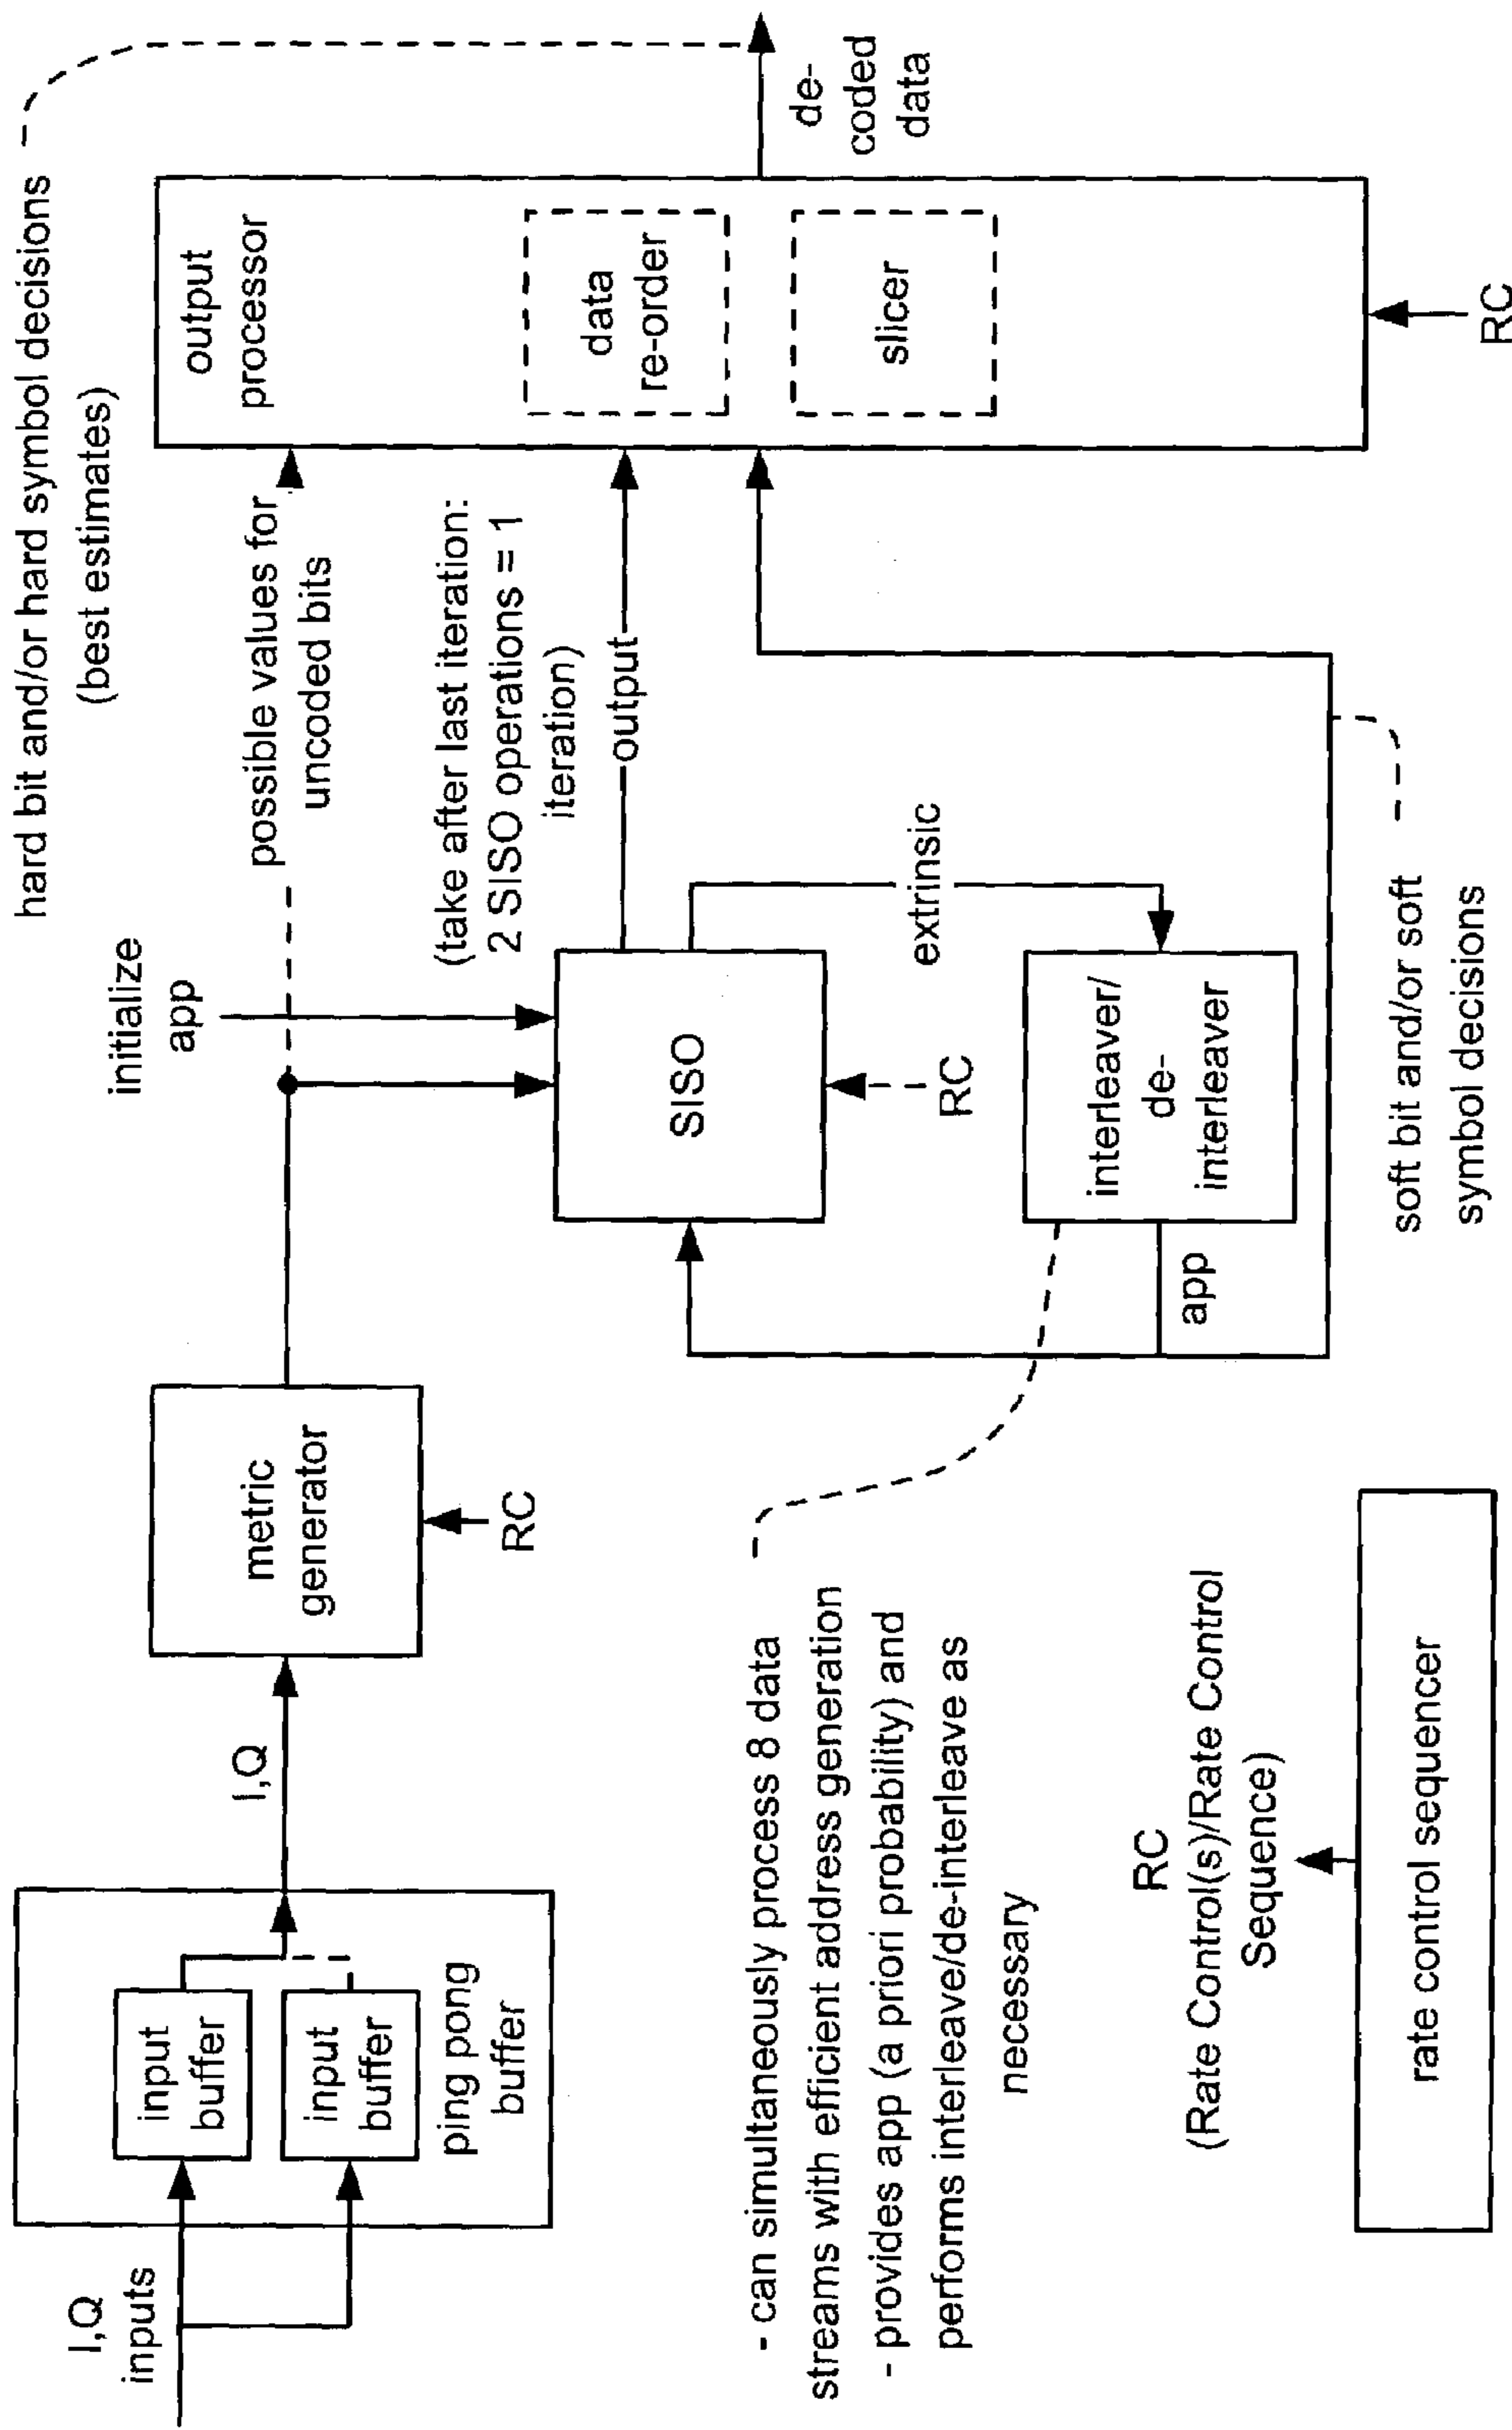 hard bit and/or hard symbol decisions
(best estimates)
I,Q
inputs
input
buffer
input
buffer
ping pong
buffer
I,Q
metric
generator
RC
initialize
app
possible values for
uncoded bits
(take after last iteration:
2 SISO operations = 1
iteration)
output
SISO
RC
extrinsic
interleaver/
de-
interleaver
app
output
processor
data
re-order
slicer
RC
de-
coded
data
soft bit and/or soft
symbol decisions
- can simultaneously process 8 data
streams with efficient address generation
- provides app (a priori probability) and
performs interleave/de-interleave as
necessary
RC
(Rate Control(s)/Rate Control
Sequence)
rate control sequencer